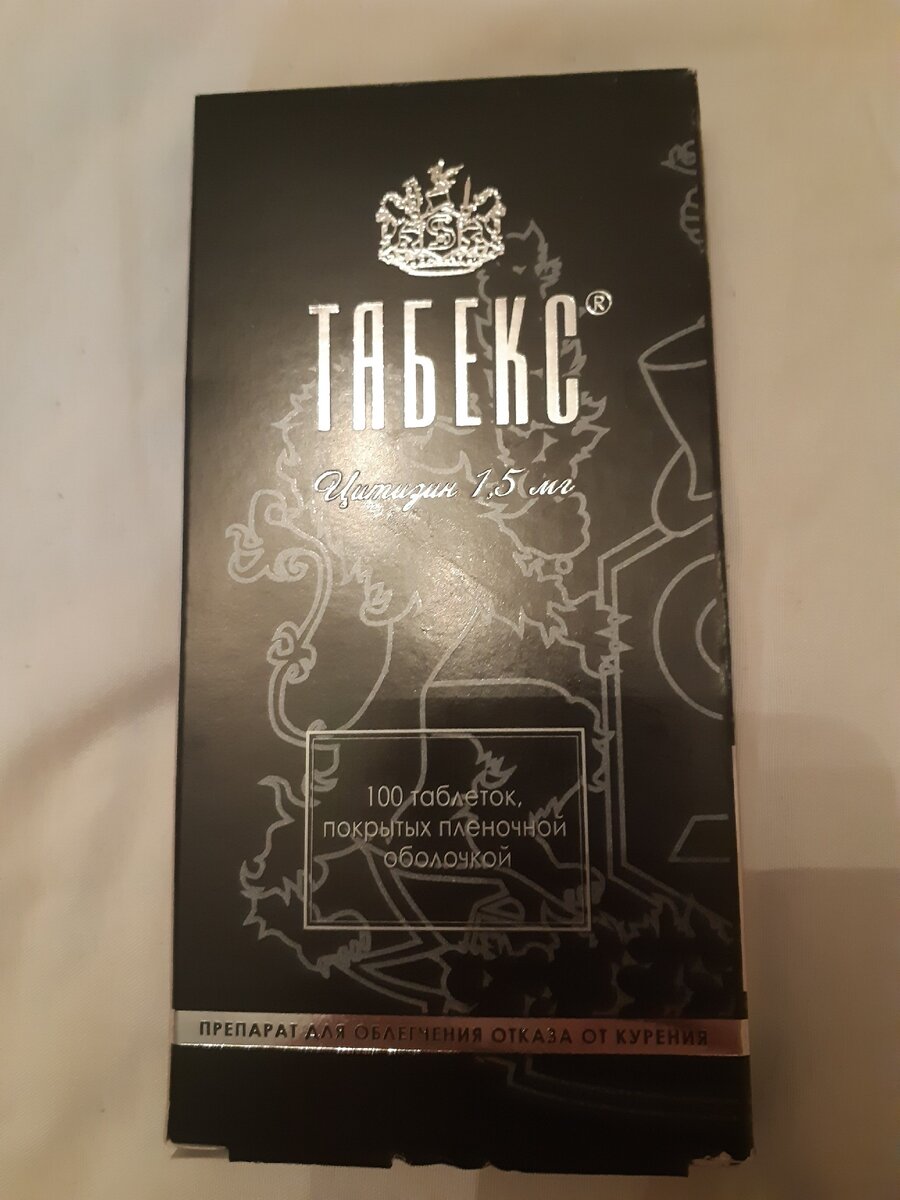 ТАБЕКС®
Цитизин 1,5 мг
100 таблеток,
покрытых пленочной
оболочкой
ПРЕПАРАТ ДЛЯ ОБЛЕГЧЕНИЯ ОТКАЗА ОТ КУРЕНИЯ